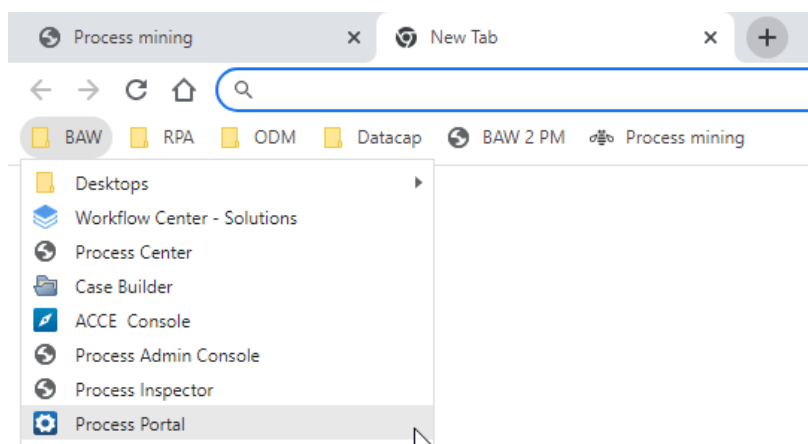 Process mining New Tab
BAW RPA ODM Datacap BAW 2 PM Process mining
Desktops
Workflow Center - Solutions
Process Center
Case Builder
ACCE Console
Process Admin Console
Process Inspector
Process Portal